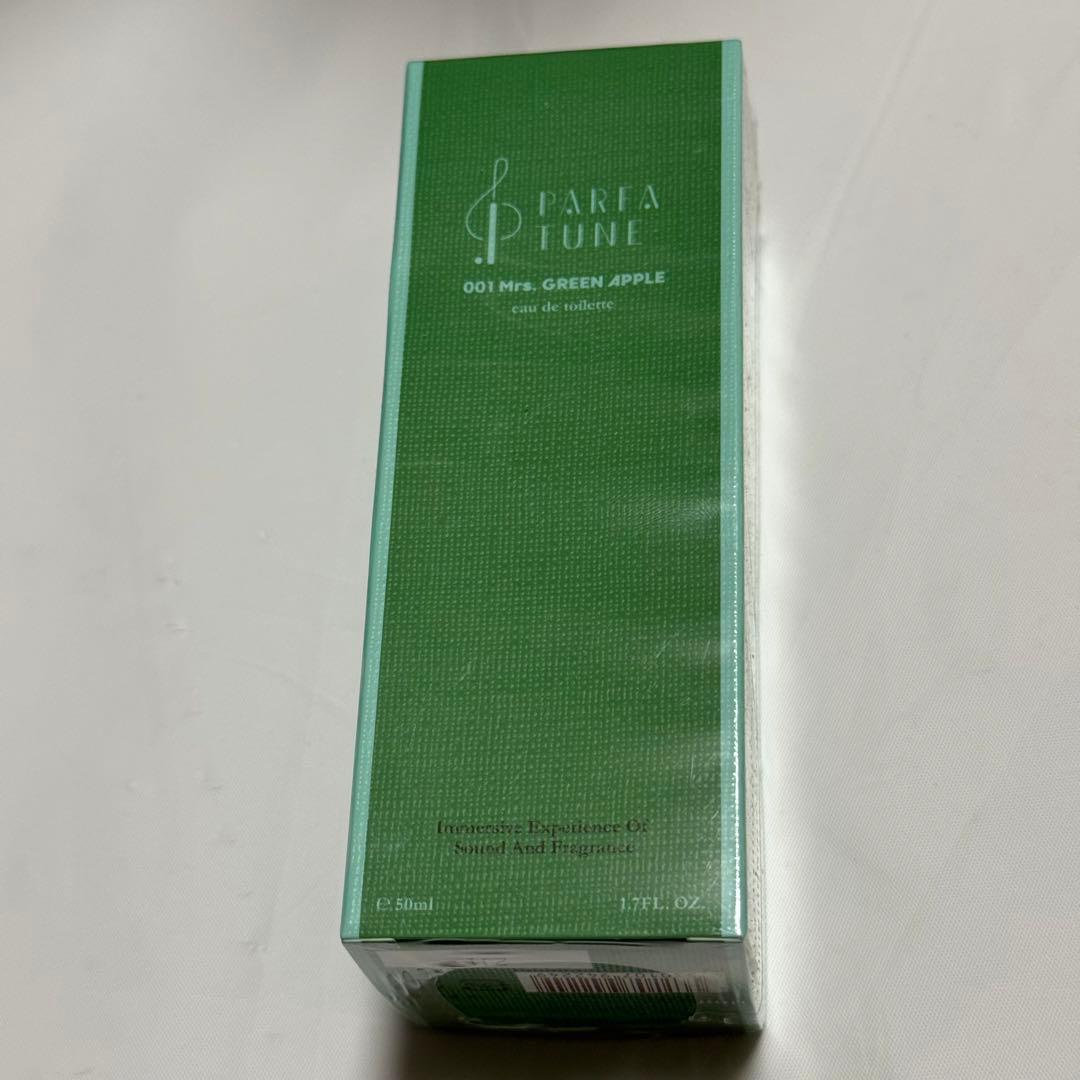 PARFA
TUNE
001 Mrs. GREEN APPLE
eau de toilette
Immersive Experience Of
Sound And Fragrance
℮ 50ml
1.7FL. OZ.